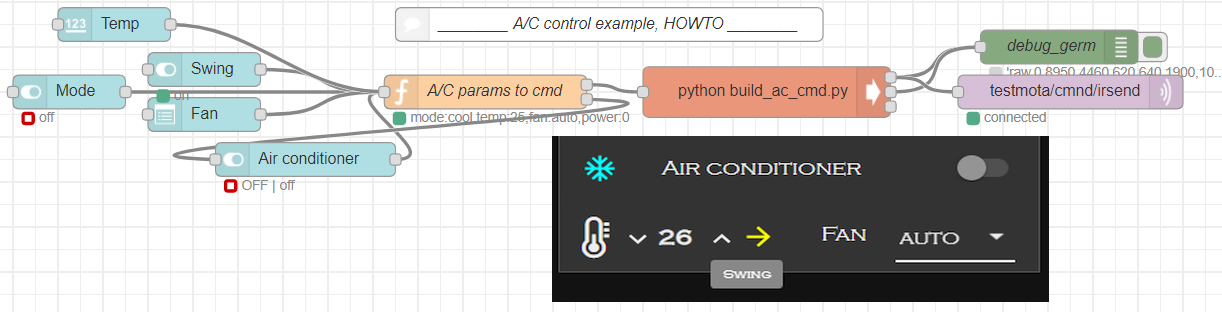 123 Temp
________ A/C control example, HOWTO ________
Swing
on
Mode
off
Fan
A/C params to cmd
mode:cool,temp:25,fan:auto,power:0
python build_ac_cmd.py
debug_germ
'raw,0,8950,4460,620,640,1900,10...
testmota/cmnd/irsend
connected
Air conditioner
OFF | off
Air conditioner
26
Fan
auto
Swing